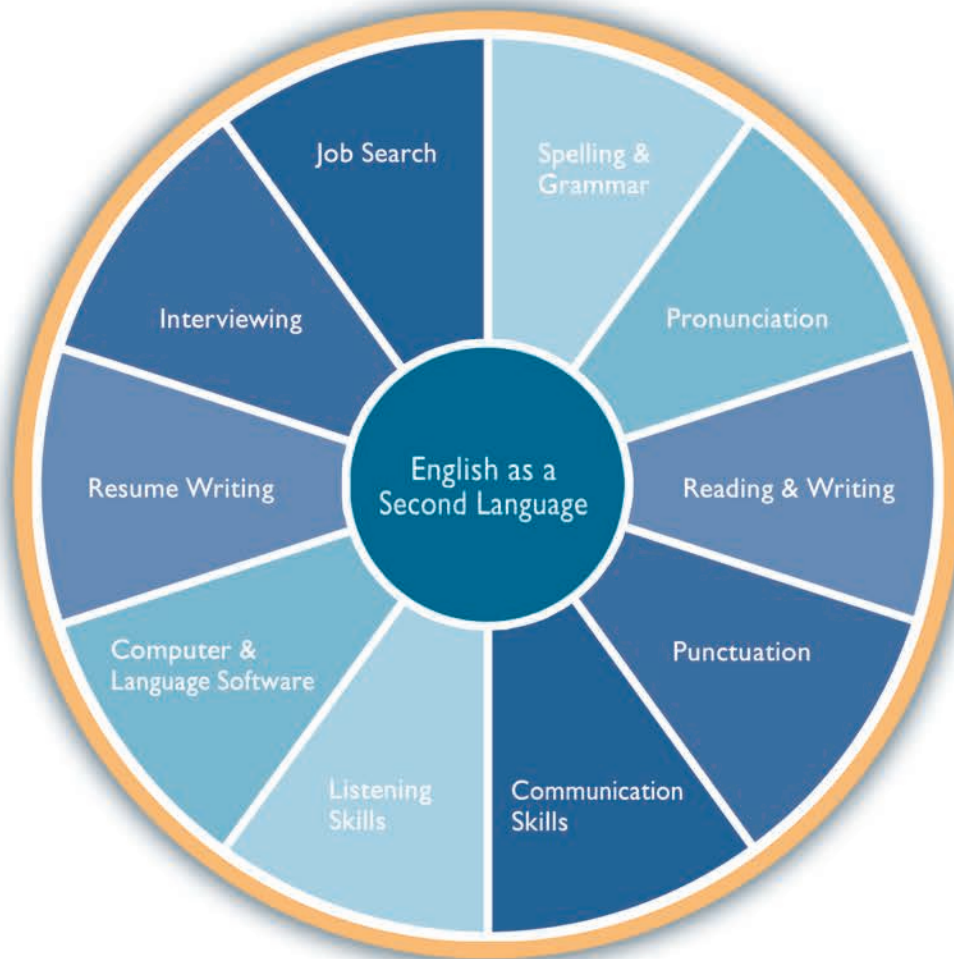 Job Search
Spelling &
Grammar
Pronunciation
Reading & Writing
Punctuation
Communication
Skills
Listening
Skills
Computer &
Language Software
Resume Writing
Interviewing
English as a
Second Language